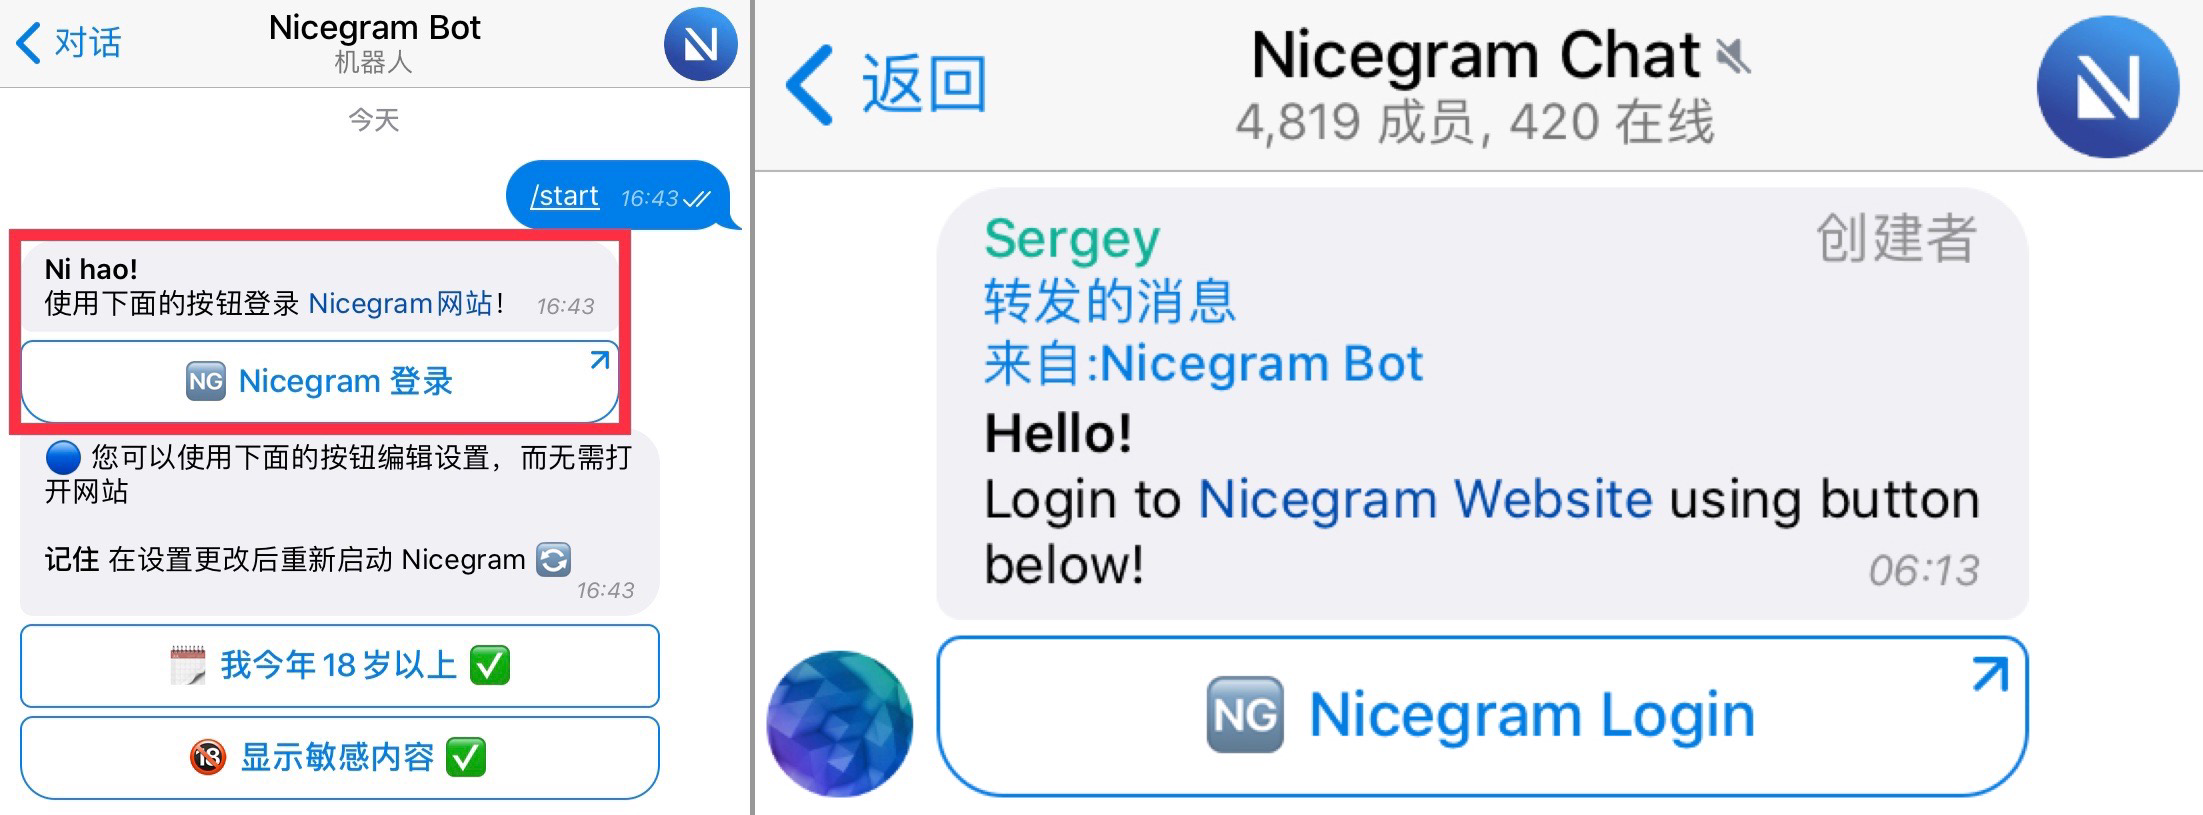 对话
Nicegram Bot
机器人
今天
/start 16:43
Ni hao!
使用下面的按钮登录 Nicegram网站! 16:43
NG Nicegram 登录
您可以使用下面的按钮编辑设置，而无需打
开网站
记住 在设置更改后重新启动 Nicegram
16:43
我今年18岁以上
18 显示敏感内容
返回
Nicegram Chat
4,819 成员, 420 在线
Sergey 创建者
转发的消息
来自:Nicegram Bot
Hello!
Login to Nicegram Website using button
below! 06:13
NG Nicegram Login